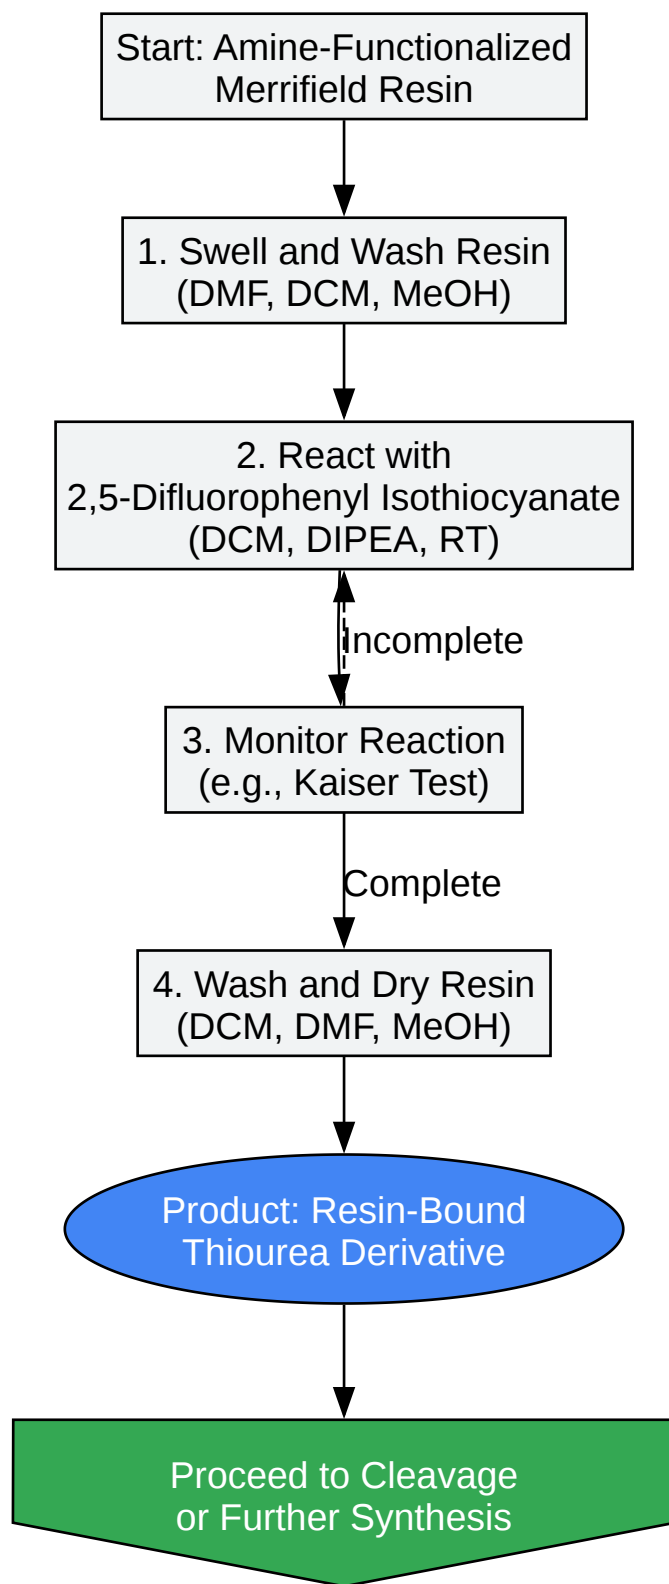 Start: Amine-Functionalized
Merrifield Resin
1. Swell and Wash Resin
(DMF, DCM, MeOH)
2. React with
2,5-Difluorophenyl Isothiocyanate
(DCM, DIPEA, RT)
Incomplete
3. Monitor Reaction
(e.g., Kaiser Test)
Complete
4. Wash and Dry Resin
(DCM, DMF, MeOH)
Product: Resin-Bound
Thiourea Derivative
Proceed to Cleavage
or Further Synthesis